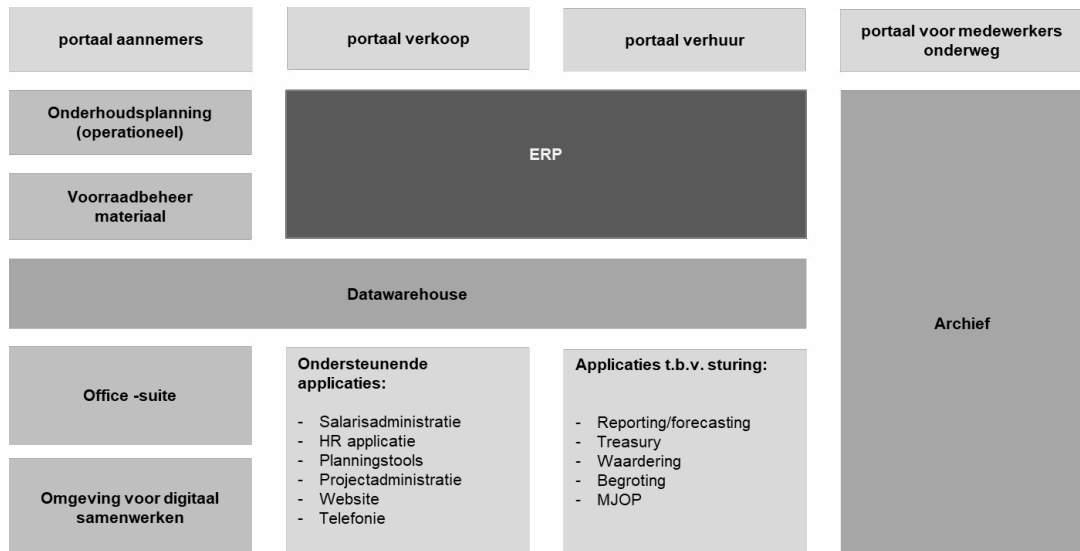 portaal aannemers
portaal verkoop
portaal verhuur
portaal voor medewerkers
onderweg
Onderhoudsplanning
(operationeel)
ERP
Voorraadbeheer
materiaal
Datawarehouse
Archief
Office -suite
Omgeving voor digitaal
samenwerken
Ondersteunende
applicaties:
- Salarisadministratie
- HR applicatie
- Planningstools
- Projectadministratie
- Website
- Telefonie
Applicaties t.b.v. sturing:
- Reporting/forecasting
- Treasury
- Waardering
- Begroting
- MJOP